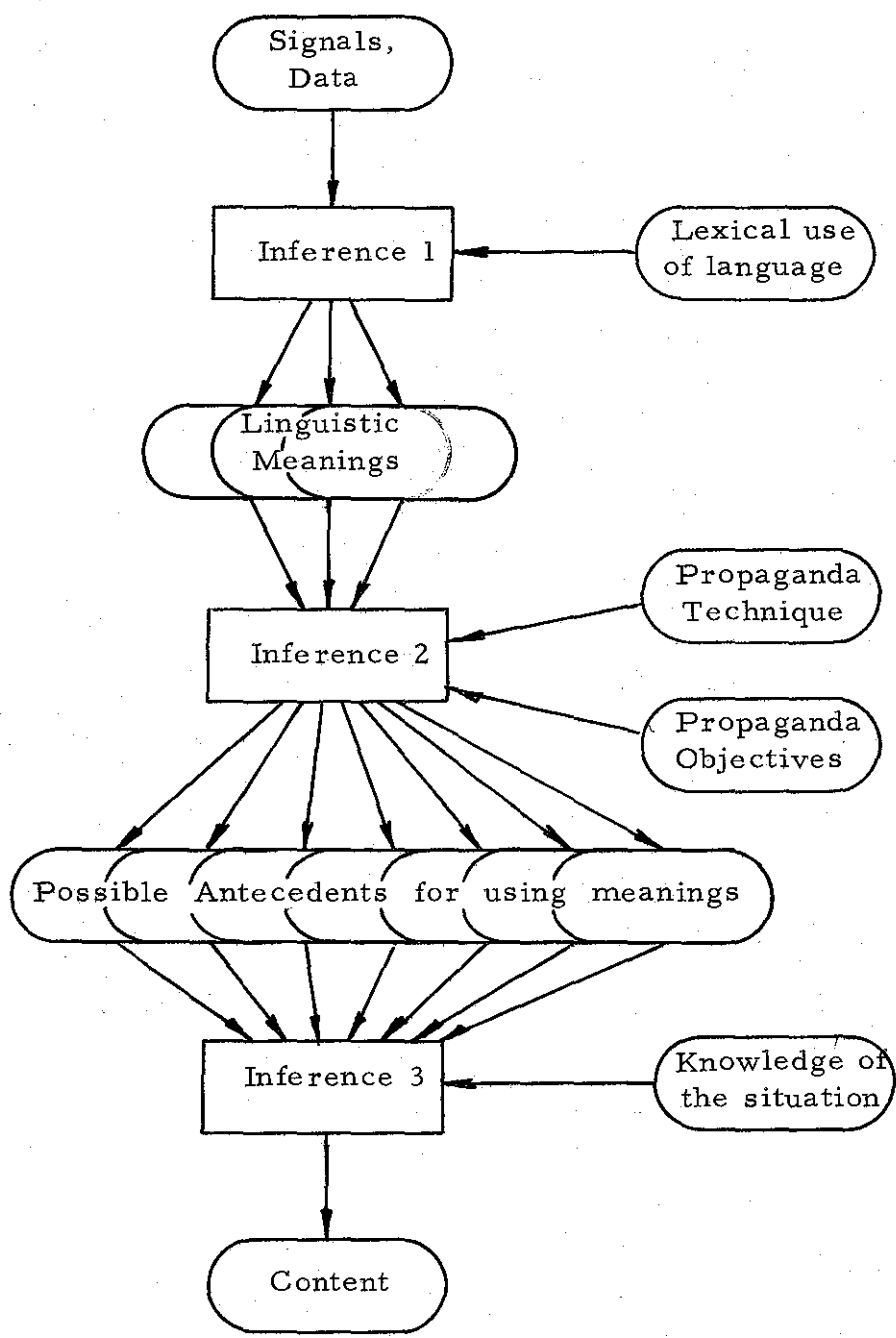 Signals,
Data
Inference 1
Lexical use
of language
Linguistic
Meanings
Propaganda
Technique
Inference 2
Propaganda
Objectives
Possible Antecedents for using meanings
Inference 3
Knowledge of
the situation
Content